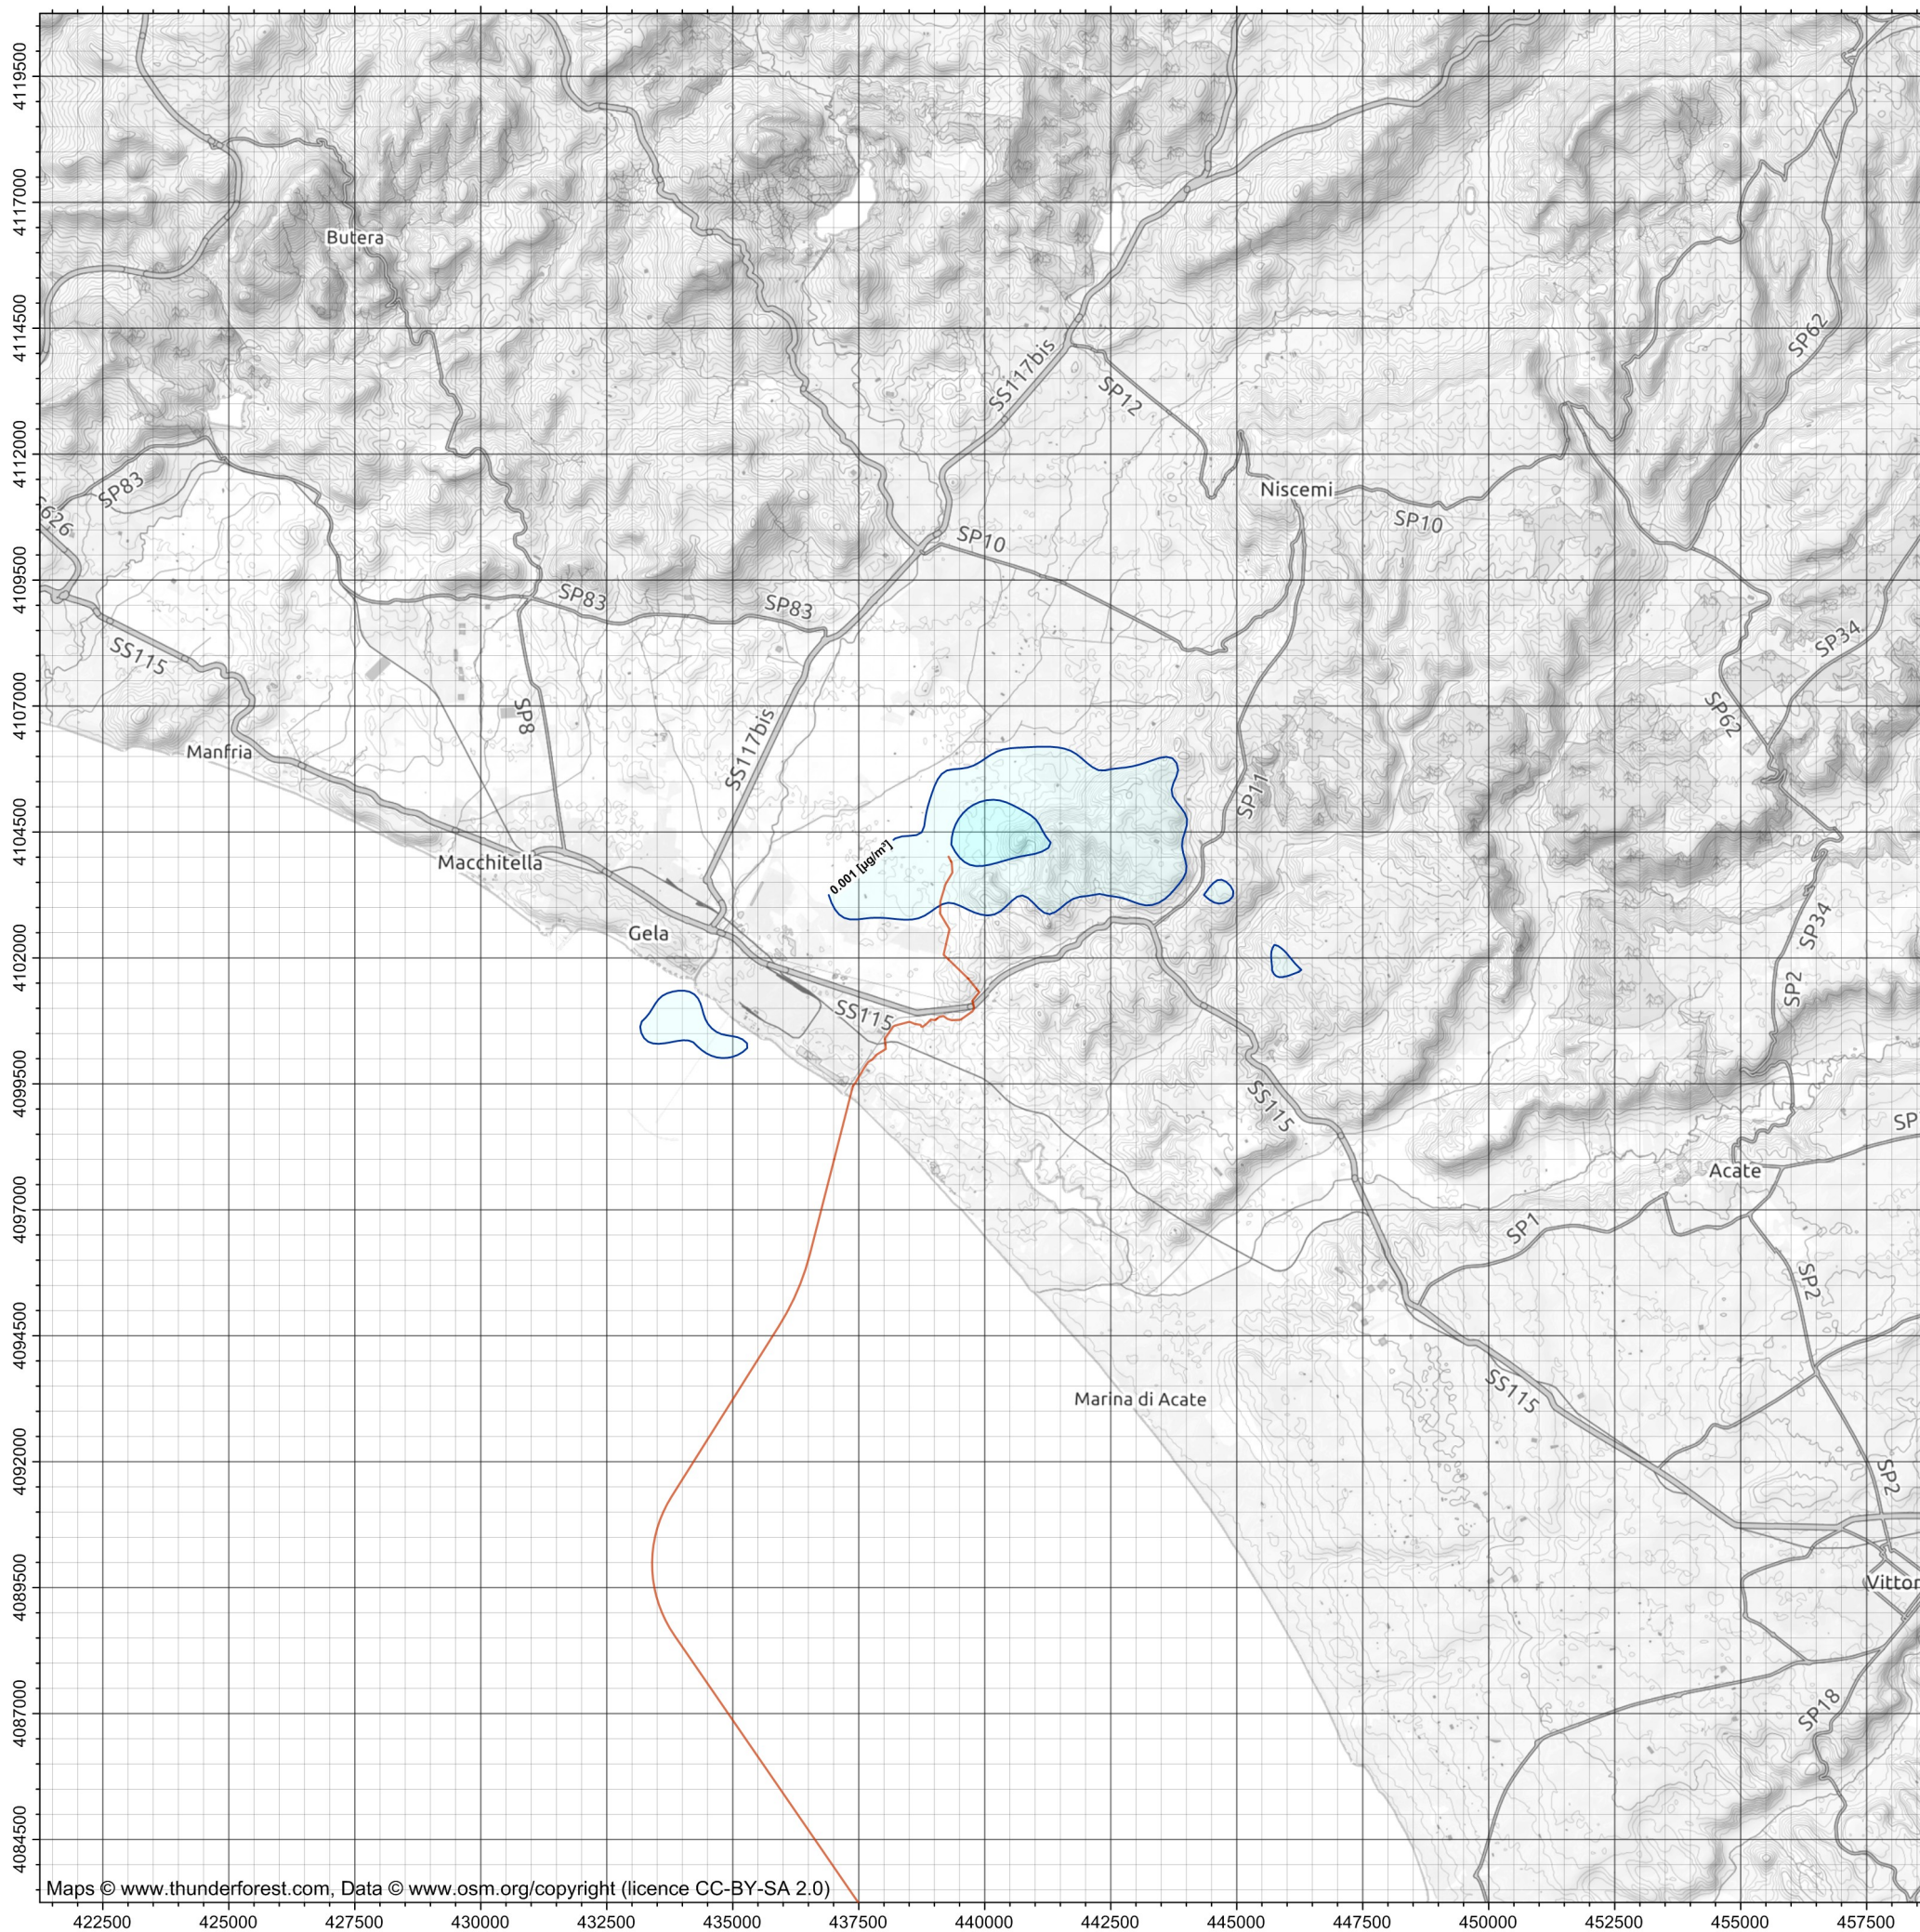 4119500
4117000
Butera
4114500
SP62
SS117bis
SP12
4112000
SP83
Niscemi
SP10
SP10
4109500
SP83
SP83
SP34
SS115
4107000
SP8
SP62
Manfria
SS117bis
SP11
4104500
0.001 [µg/m³]
Macchitella
Gela
SP34
4102000
SP2
SS115
4099500
SS115
SP
Acate
4097000
SP1
SP2
4094500
SS115
Marina di Acate
4092000
SP2
4089500
Vittor
4087000
SP18
4084500
Maps © www.thunderforest.com, Data © www.osm.org/copyright (licence CC-BY-SA 2.0)
422500 425000 427500 430000 432500 435000 437500 440000 442500 445000 447500 450000 452500 455000 457500